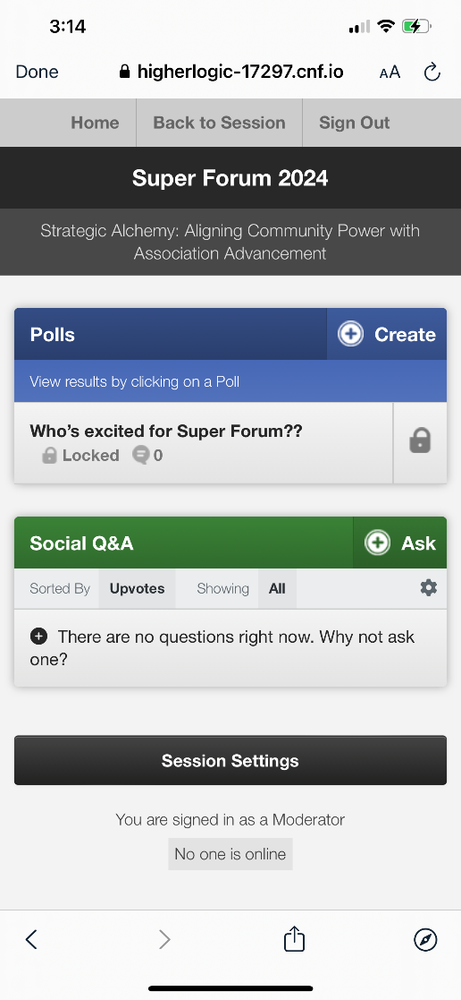 3:14
Done
higherlogic-17297.cnf.io
AA
Home
Back to Session
Sign Out
Super Forum 2024
Strategic Alchemy: Aligning Community Power with
Association Advancement
Polls
Create
View results by clicking on a Poll
Who's excited for Super Forum??
Locked
0
Social Q&A
Ask
Sorted By
Upvotes
Showing
All
There are no questions right now. Why not ask
one?
Session Settings
You are signed in as a Moderator
No one is online